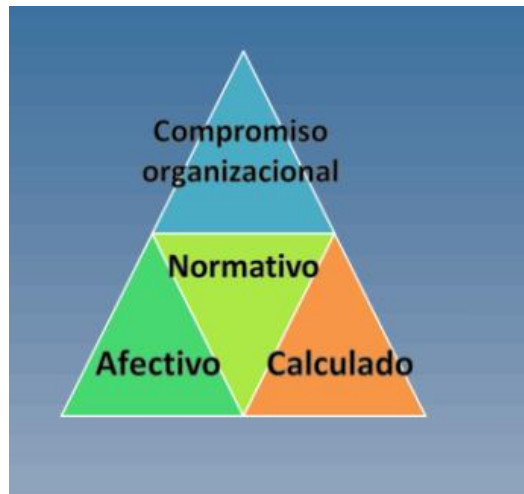 Compromiso
organizacional
Normativo
Afectivo
Calculado